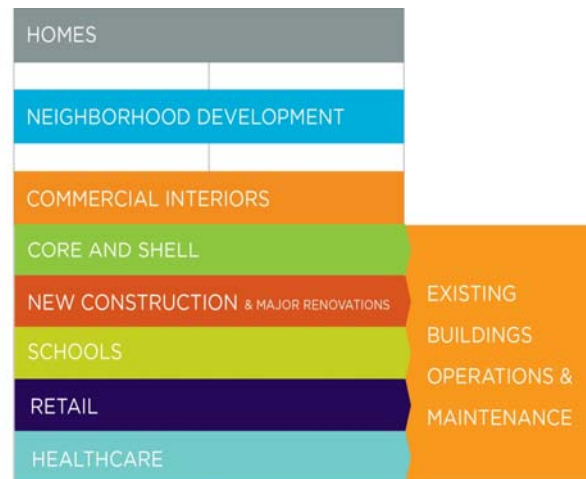 HOMES
NEIGHBORHOOD DEVELOPMENT
COMMERCIAL INTERIORS
CORE AND SHELL
NEW CONSTRUCTION & MAJOR RENOVATIONS
SCHOOLS
RETAIL
HEALTHCARE
EXISTING
BUILDINGS
OPERATIONS &
MAINTENANCE